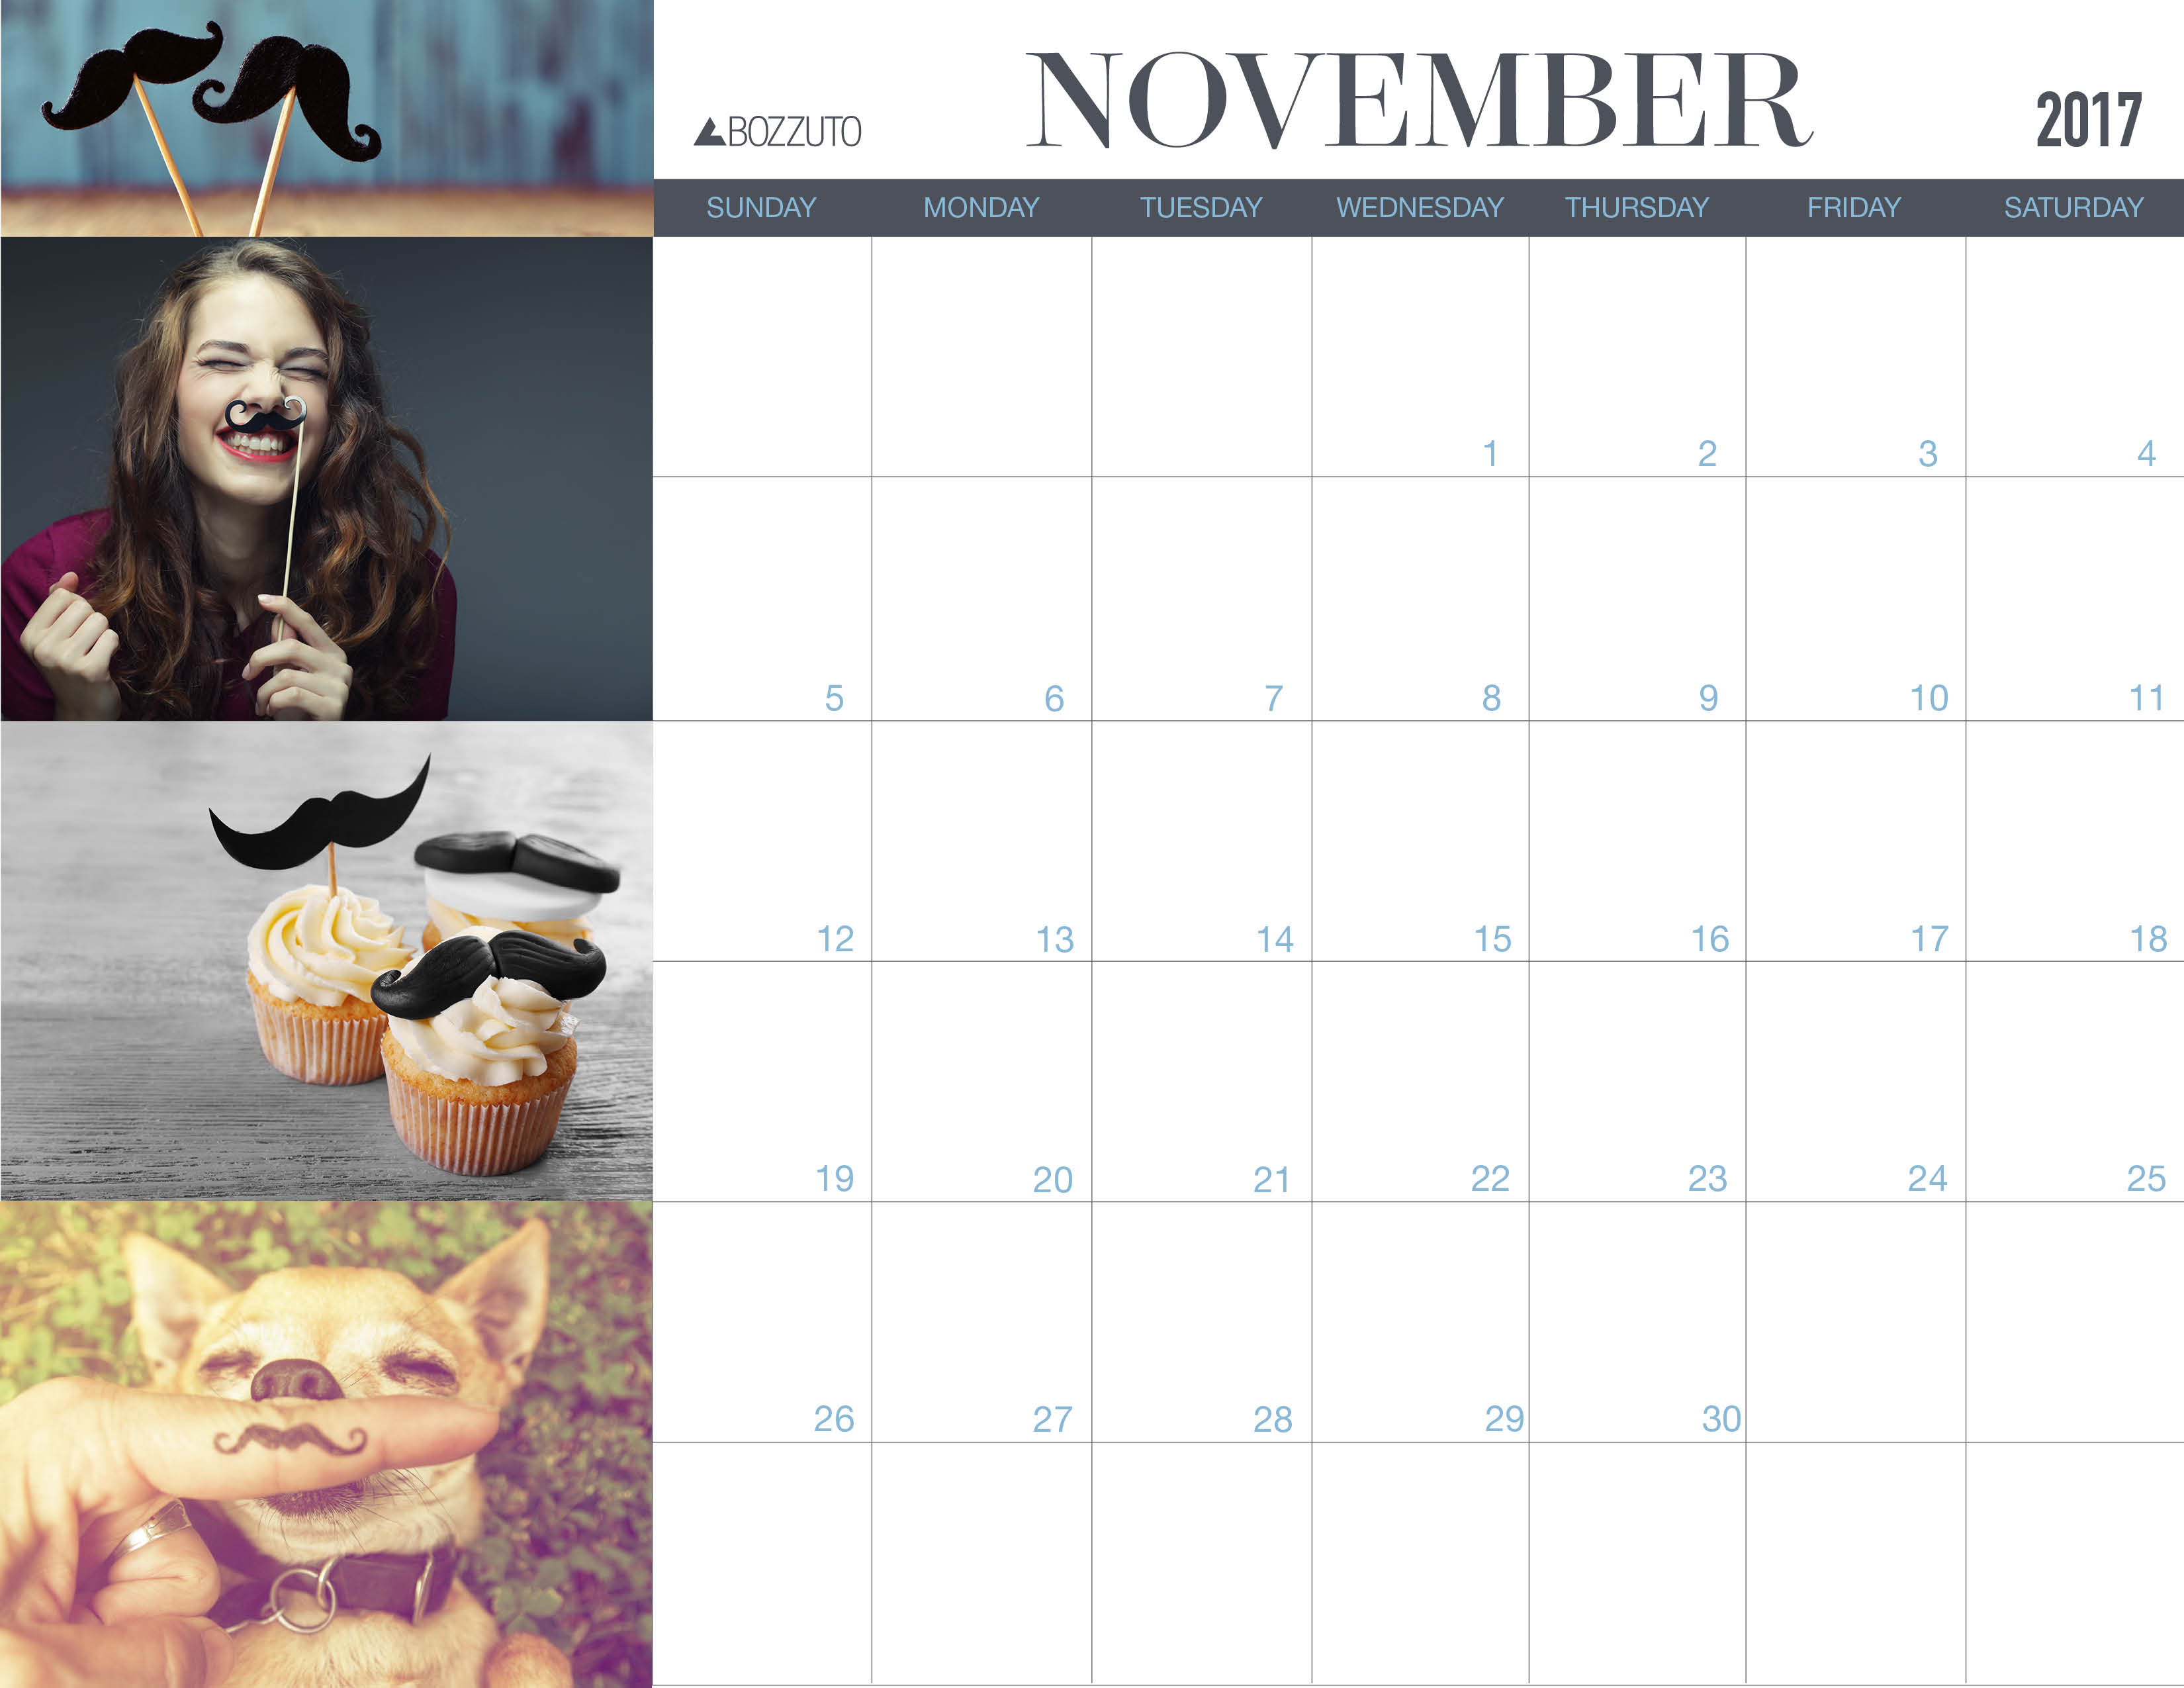 NOVEMBER
BOZZUTO 2017
SUNDAY MONDAY TUESDAY WEDNESDAY THURSDAY FRIDAY SATURDAY
1 2 3 4
5 6 7 8 9 10 11
12 13 14 15 16 17 18
19 20 21 22 23 24 25
26 27 28 29 30